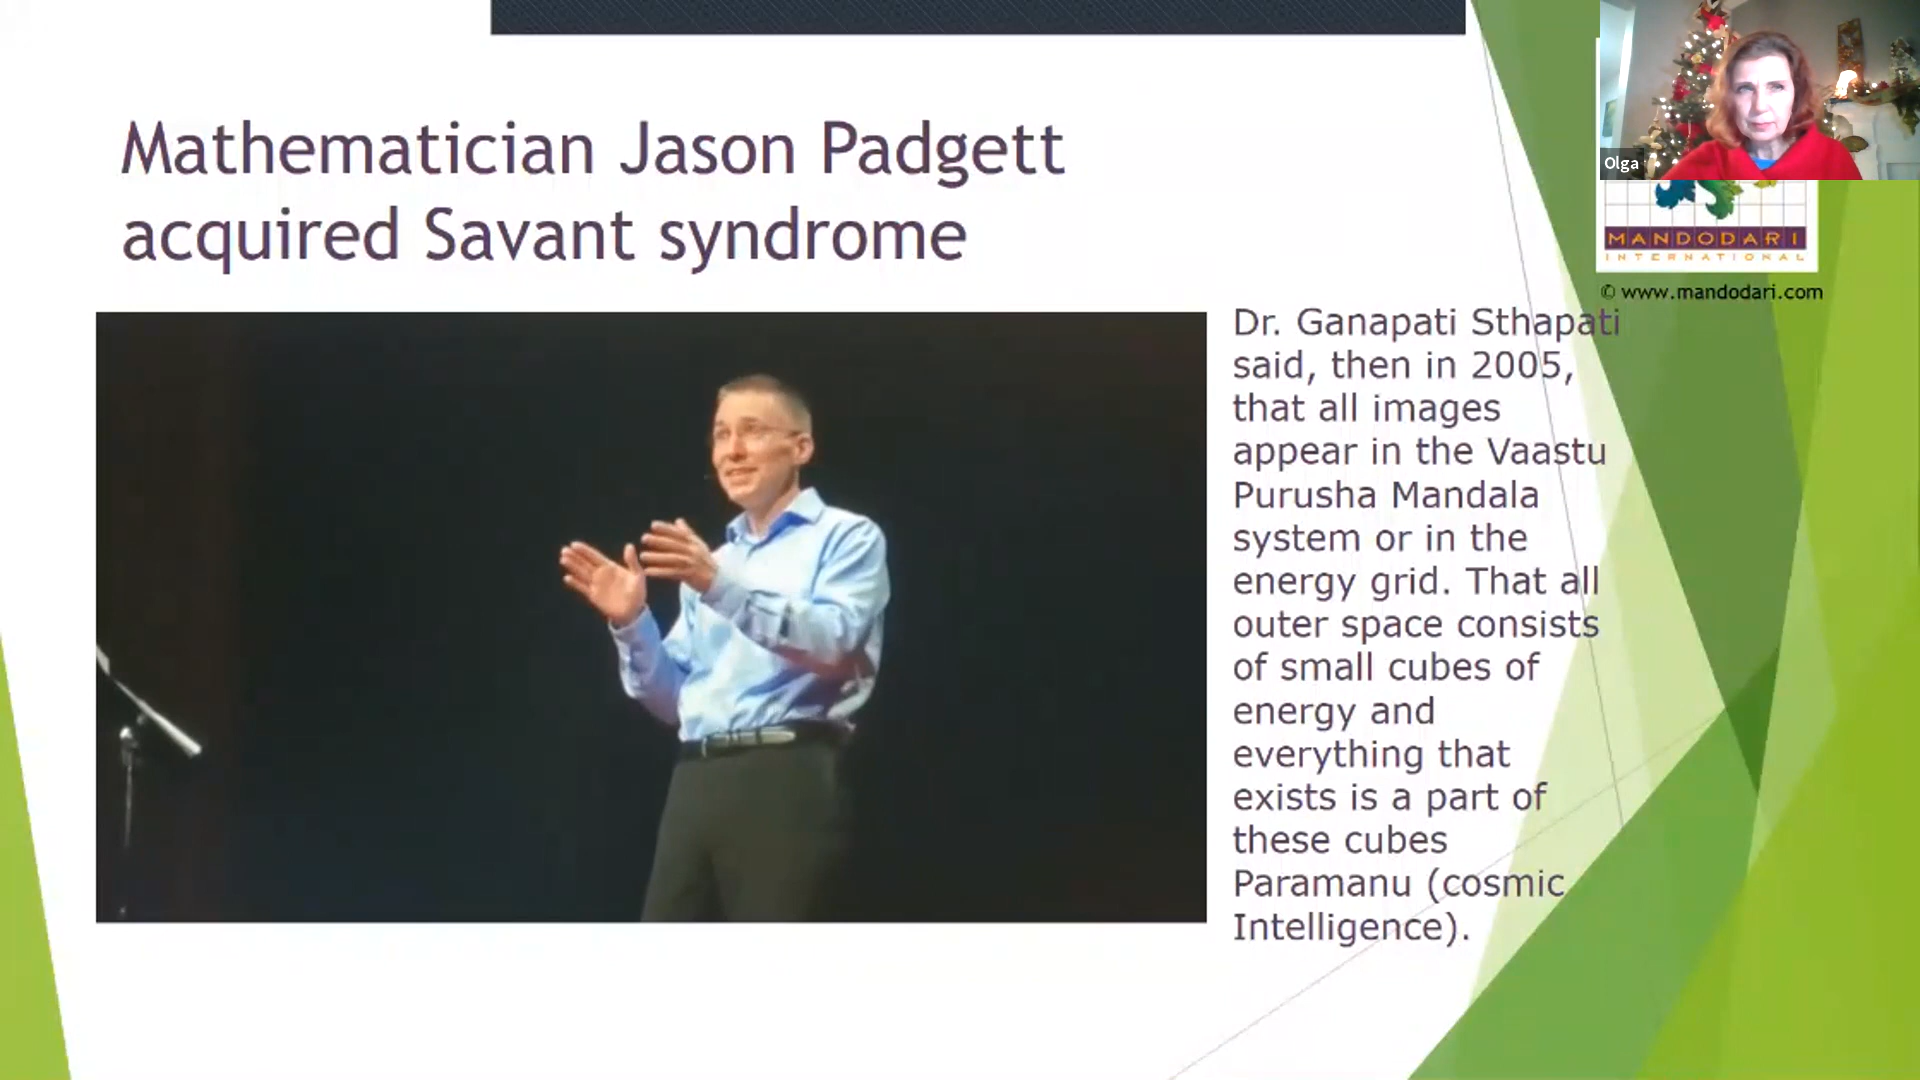 Mathematician Jason Padgett
acquired Savant syndrome
Olga
MANDODARI
INTERNATIONAL
© www.mandodari.com
Dr. Ganapati Sthapati
said, then in 2005,
that all images
appear in the Vaastu
Purusha Mandala
system or in the
energy grid. That all
outer space consists
of small cubes of
energy and
everything that
exists is a part of
these cubes
Paramanu (cosmic
Intelligence).